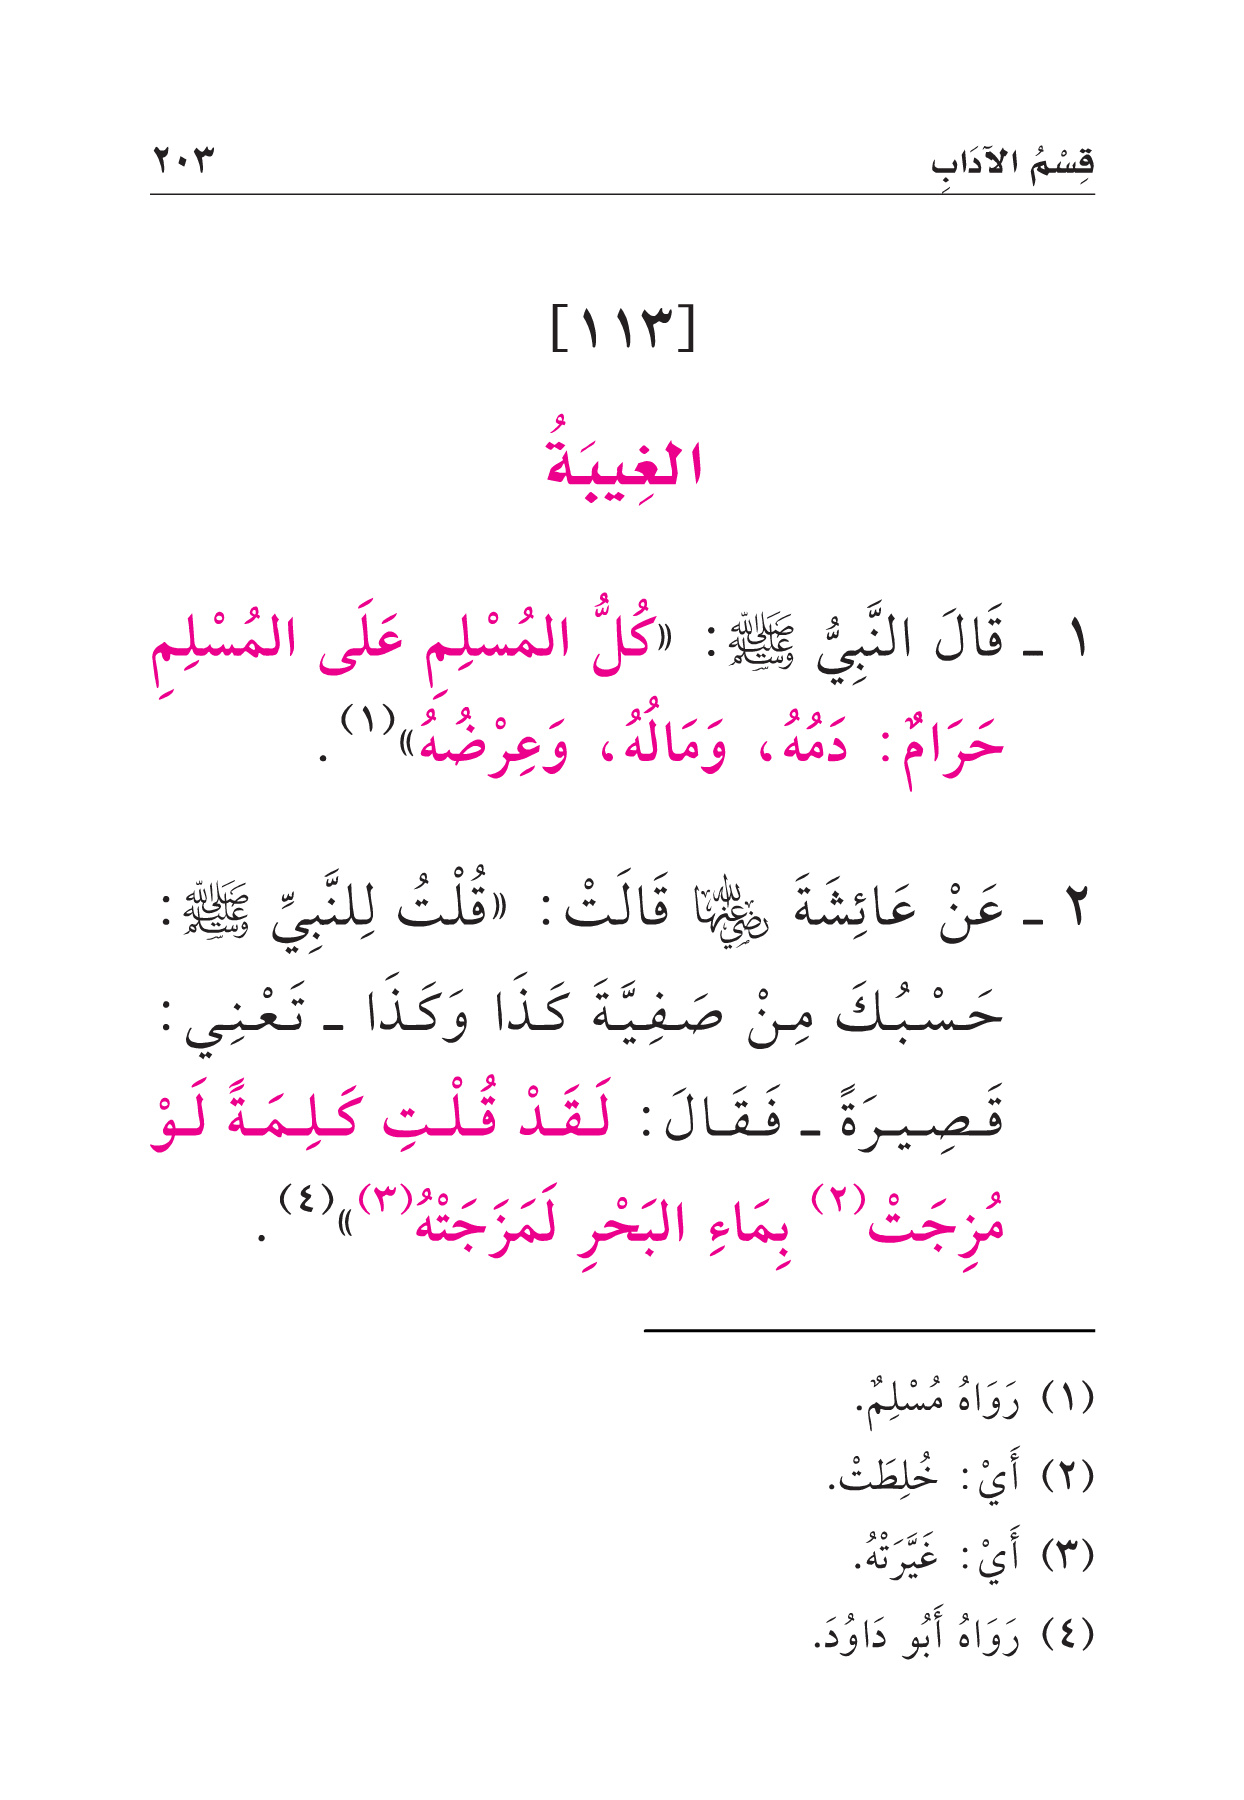 قِسْمُ الآدَابِ ٢٠٣
[١١٣]
الغِيبَةُ
١ ـ قَالَ النَّبِيُّ ﷺ: «كُلُّ المُسْلِمِ عَلَى المُسْلِمِ
حَرَامٌ: دَمُهُ، وَمَالُهُ، وَعِرْضُهُ»(١).
٢ ـ عَنْ عَائِشَةَ رضي الله عنها قَالَتْ: «قُلْتُ لِلنَّبِيِّ ﷺ:
حَسْبُكَ مِنْ صَفِيَّةَ كَذَا وَكَذَا ـ تَعْنِي:
قَصِيرَةً ـ فَقَالَ: لَقَدْ قُلْتِ كَلِمَةً لَوْ
مُزِجَتْ(٢) بِمَاءِ البَحْرِ لَمَزَجَتْهُ(٣)»(٤).
(١) رَوَاهُ مُسْلِمٌ.
(٢) أَيْ: خُلِطَتْ.
(٣) أَيْ: غَيَّرَتْهُ.
(٤) رَوَاهُ أَبُو دَاوُدَ.